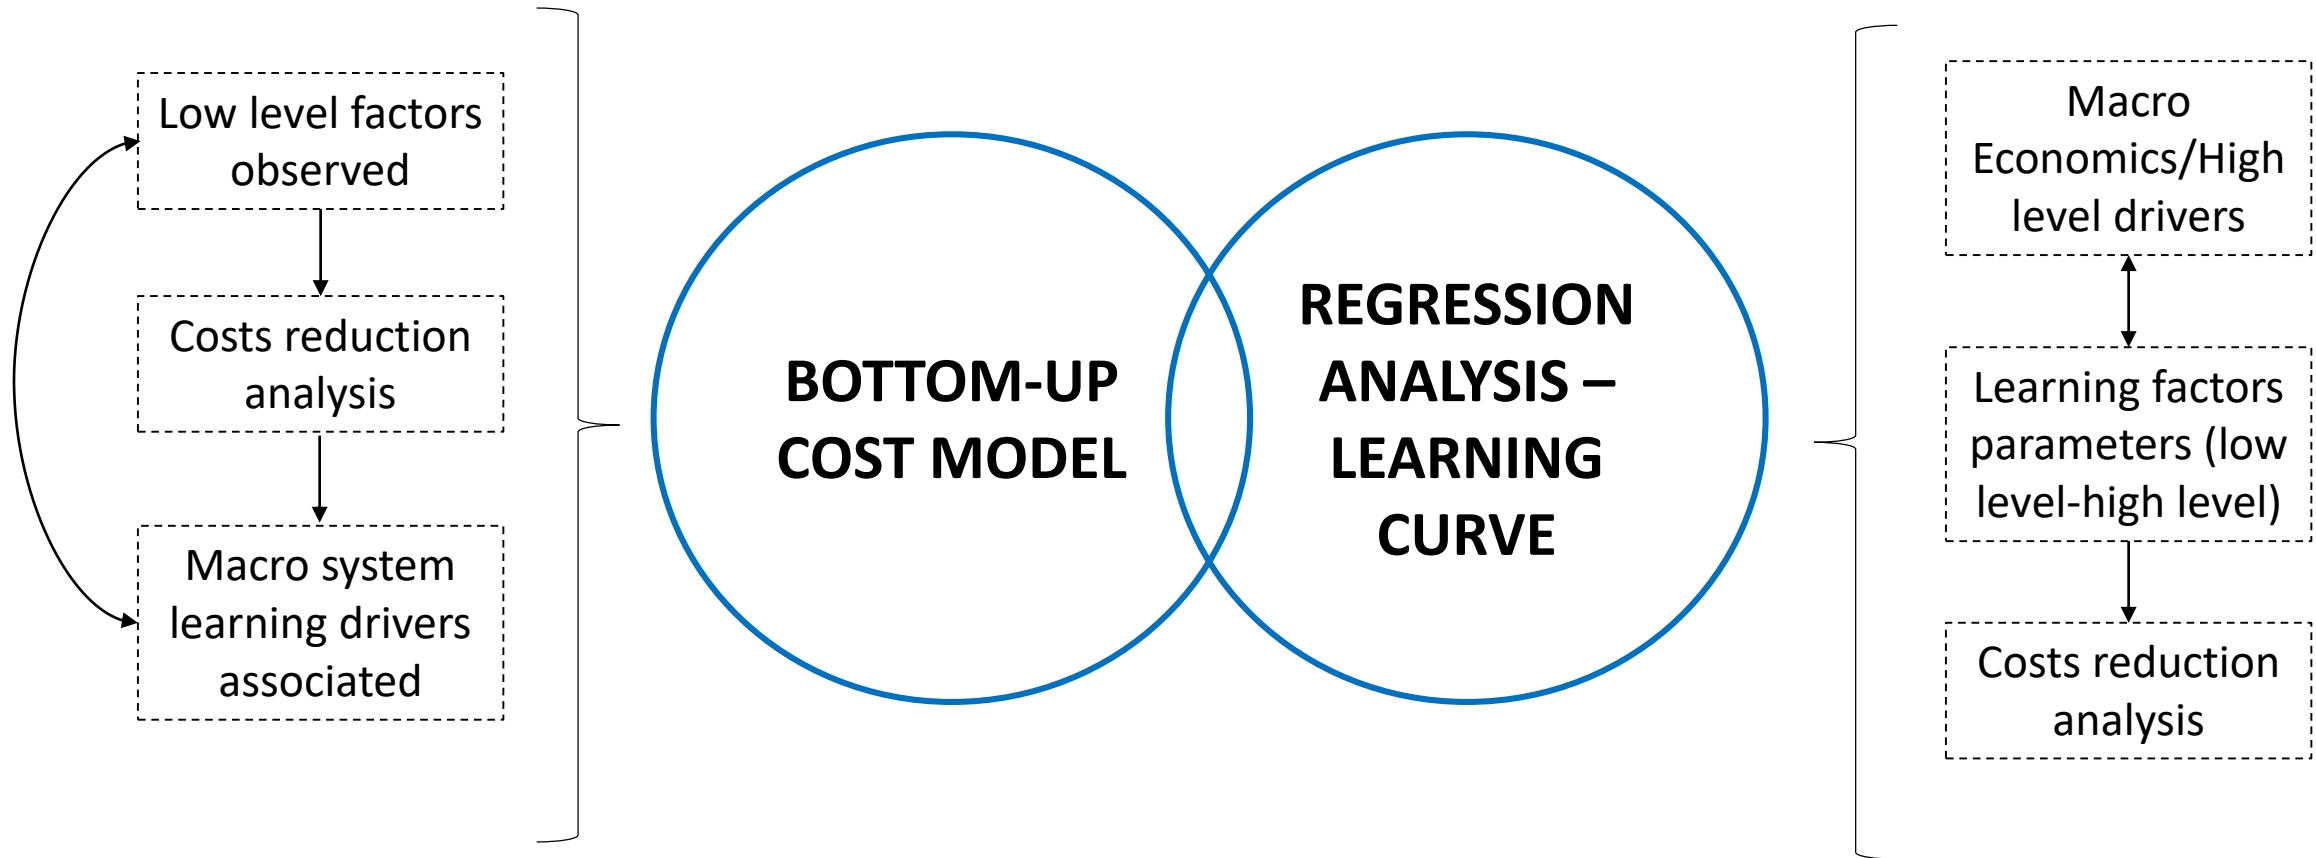 Low level factors
observed
Costs reduction
analysis
Macro system
learning drivers
associated
BOTTOM-UP
COST MODEL
REGRESSION
ANALYSIS –
LEARNING
CURVE
Macro
Economics/High
level drivers
Learning factors
parameters (low
level-high level)
Costs reduction
analysis